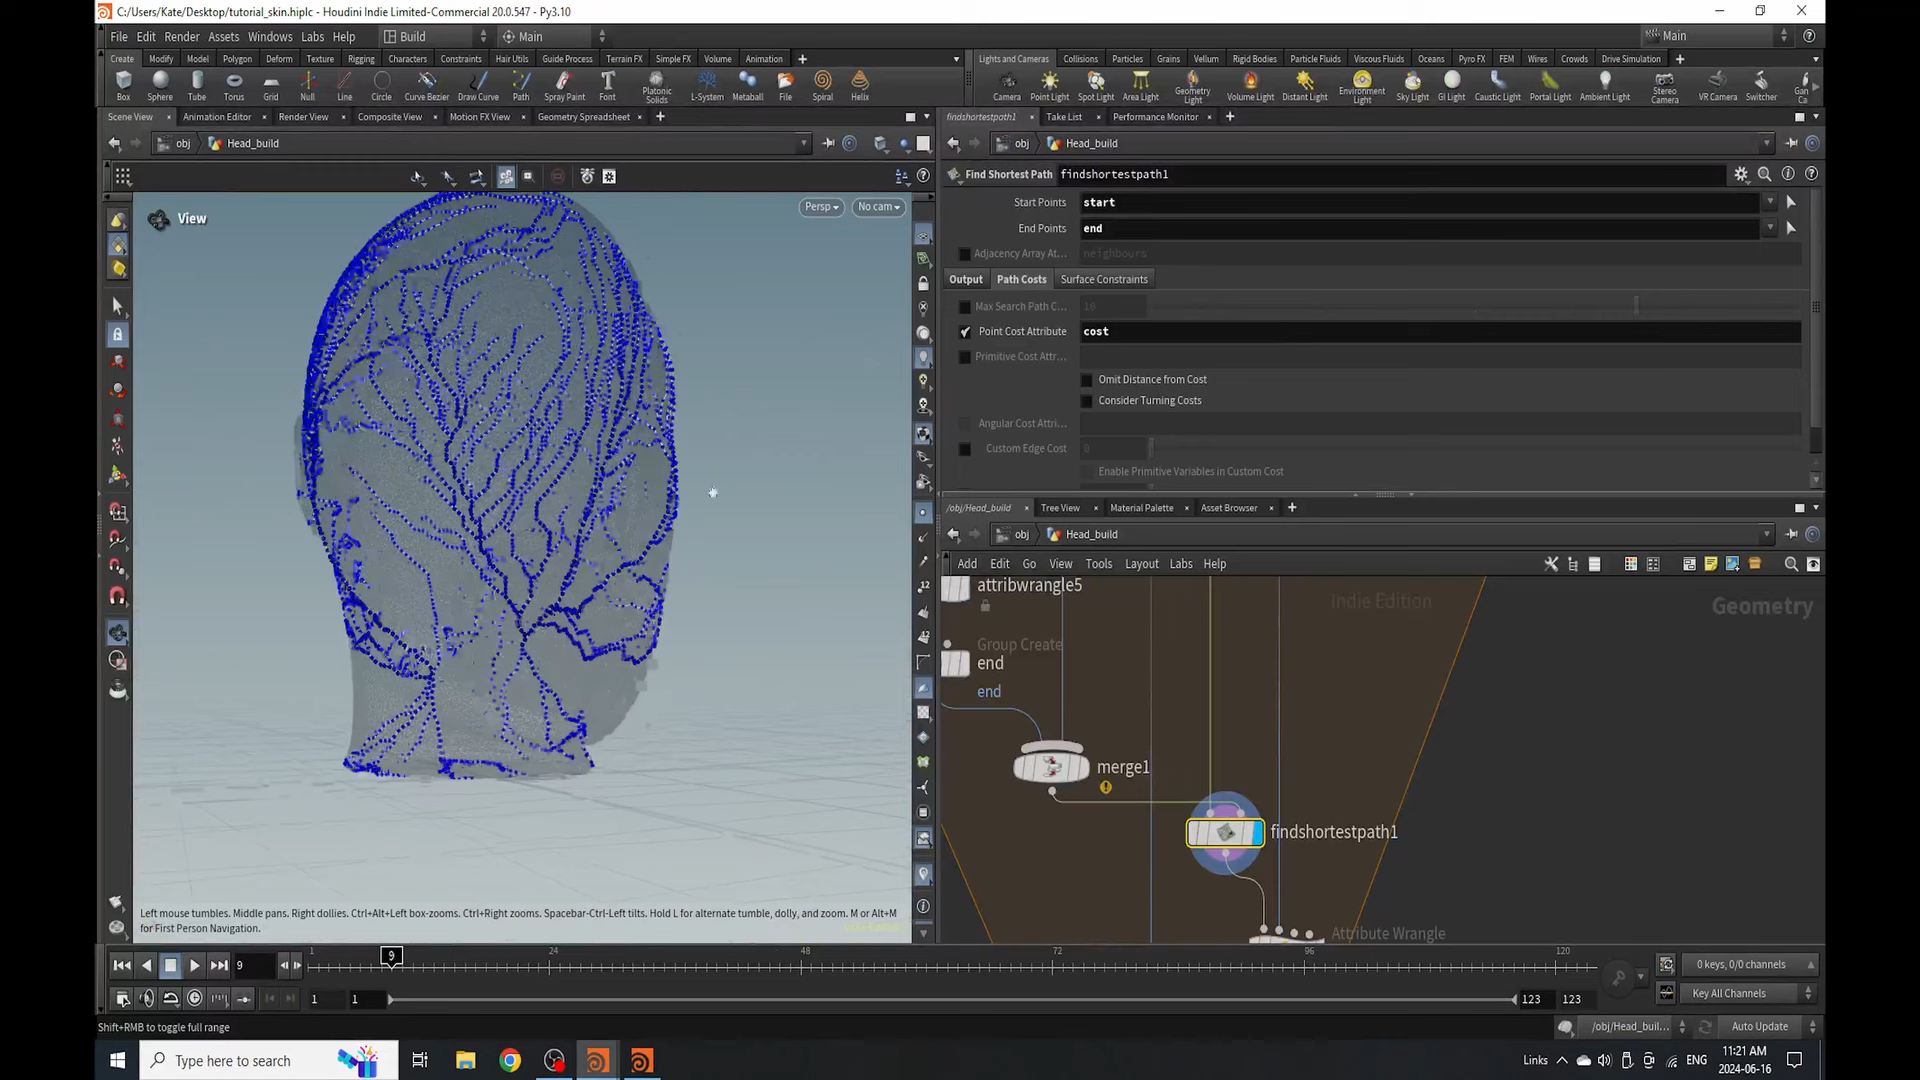 C:/Users/Kate/Desktop/tutorial_skin.hiplc - Houdini Indie Limited-Commercial 20.0.547 - Py3.10
File Edit Render Assets Windows Labs Help Build Main Main
Create Modify Model Polygon Deform Texture Rigging Characters Constraints Hair Utils Guide Process Terrain FX Simple FX Volume Animation
Lights and Cameras Collisions Particles Grains Vellum Rigid Bodies Particle Fluids Viscous Fluids Oceans Pyro FX FEM Wires Crowds Drive Simulation
Box Sphere Tube Torus Grid Null Line Circle Curve Bezier Draw Curve Path Spray Paint Font Platonic Solids L-System Metaball File Spiral Helix
Camera Point Light Spot Light Area Light Geometry Light Volume Light Distant Light Environment Light Sky Light GI Light Caustic Light Portal Light Ambient Light Stereo Camera VR Camera Switcher Gan Ca
Scene View Animation Editor Render View Composite View Motion FX View Geometry Spreadsheet
findshortestpath1 Take List Performance Monitor
obj Head_build
obj Head_build
Find Shortest Path findshortestpath1
View
Persp No cam
Start Points start
End Points end
Adjacency Array At... neighbours
Output Path Costs Surface Constraints
Max Search Path C... 10
Point Cost Attribute cost
Primitive Cost Attr...
Omit Distance from Cost
Consider Turning Costs
Angular Cost Attri...
Custom Edge Cost 0
Enable Primitive Variables in Custom Cost
/obj/Head_build Tree View Material Palette Asset Browser
obj Head_build
Add Edit Go View Tools Layout Labs Help
attribwrangle5
Indie Edition
Geometry
Group Create
end
end
merge1
findshortestpath1
Attribute Wrangle
Left mouse tumbles. Middle pans. Right dollies. Ctrl+Alt+Left box-zooms. Ctrl+Right zooms. Spacebar-Ctrl-Left tilts. Hold L for alternate tumble, dolly, and zoom. M or Alt+M
for First Person Navigation.
1 9 24 48 72 96 120
9
0 keys, 0/0 channels
1 1 123 123
Key All Channels
Shift+RMB to toggle full range
/obj/Head_buil... Auto Update
Type here to search
Links ENG
11:21 AM
2024-06-16